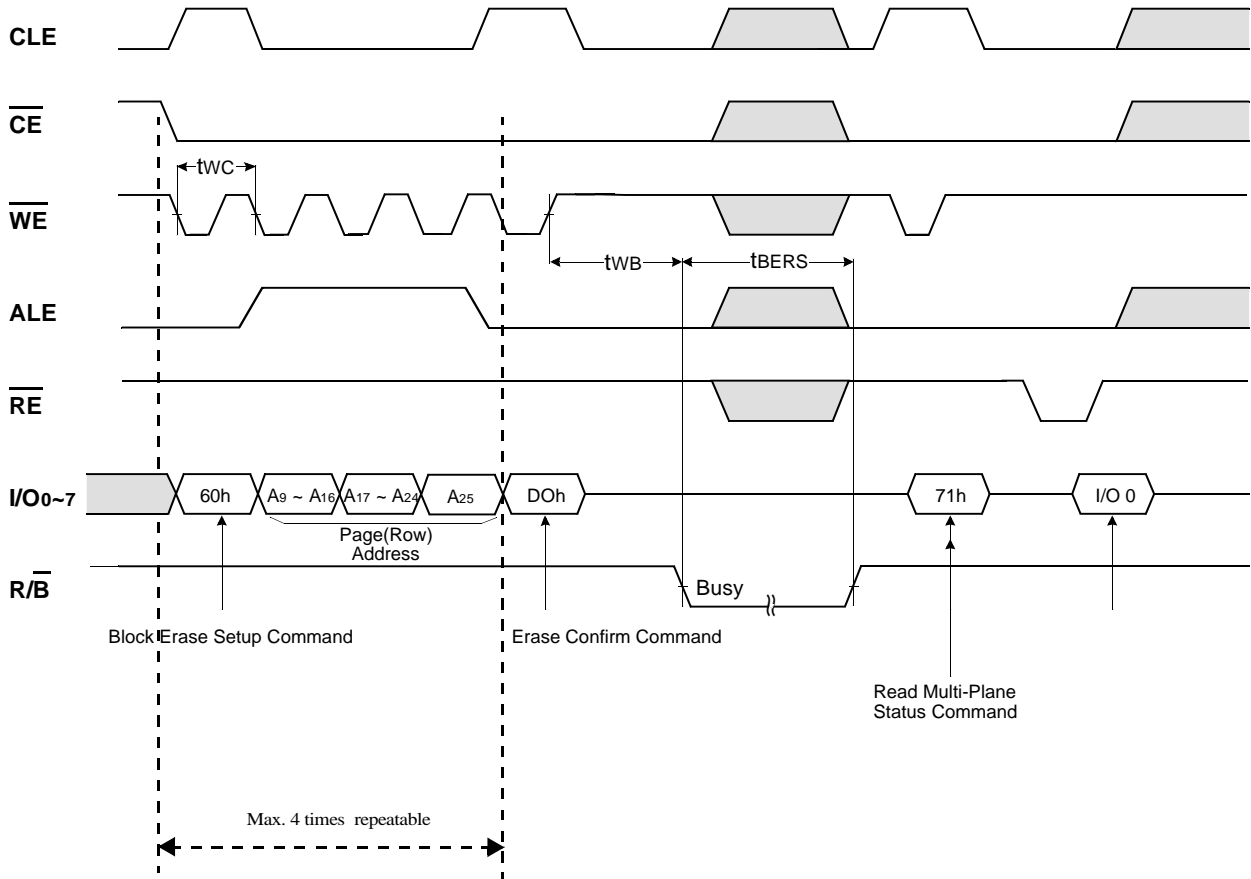 CLE
CE
tWC
WE
tWB
tBERS
ALE
RE
I/O0~7
60h
A9 ~ A16
A17 ~ A24
A25
DOh
71h
I/O 0
Page(Row)
Address
R/B
Busy
Block Erase Setup Command
Erase Confirm Command
Read Multi-Plane
Status Command
Max. 4 times repeatable